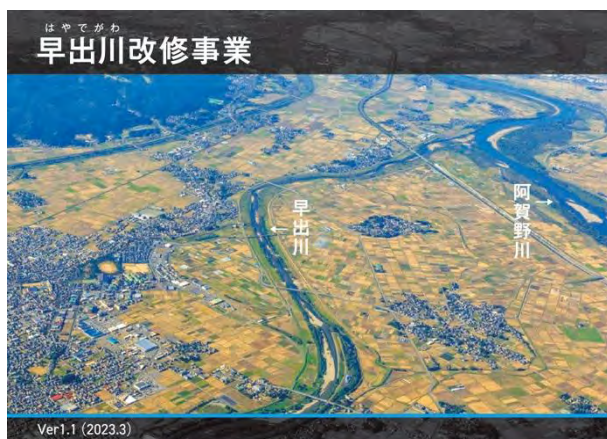 はやでがわ
早出川改修事業
早出川
←
阿賀野川
→
Ver1.1（2023.3）